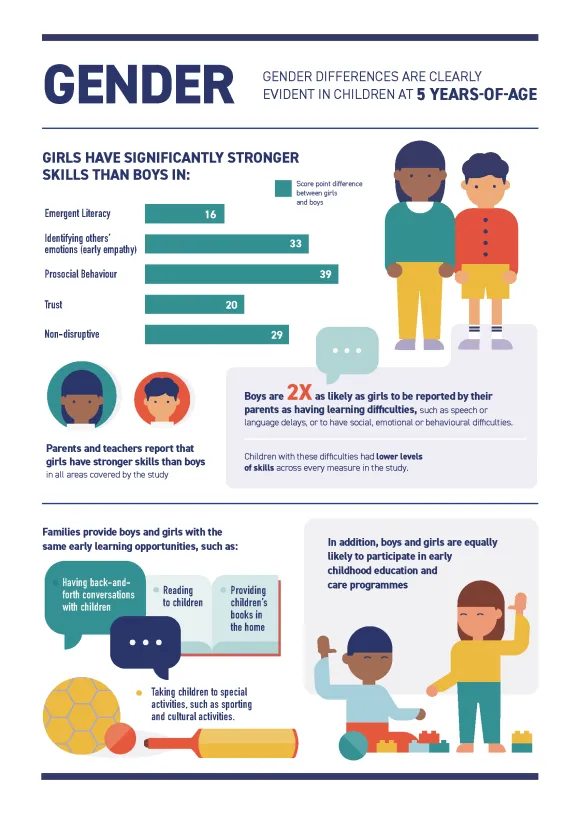 GENDER
GENDER DIFFERENCES ARE CLEARLY
EVIDENT IN CHILDREN AT 5 YEARS-OF-AGE
GIRLS HAVE SIGNIFICANTLY STRONGER
SKILLS THAN BOYS IN:
Score point difference
between girls
and boys
Emergent Literacy
16
Identifying others'
emotions (early empathy)
33
Prosocial Behaviour
39
Trust
20
Non-disruptive
29
Boys are 2X as likely as girls to be reported by their
parents as having learning difficulties, such as speech or
language delays, or to have social, emotional or behavioural difficulties.
Children with these difficulties had lower levels
of skills across every measure in the study.
Parents and teachers report that
girls have stronger skills than boys
in all areas covered by the study
Families provide boys and girls with the
same early learning opportunities, such as:
Having back-and-
forth conversations
with children
Reading
to children
Providing
children's
books in
the home
Taking children to special
activities, such as sporting
and cultural activities.
In addition, boys and girls are equally
likely to participate in early
childhood education and
care programmes